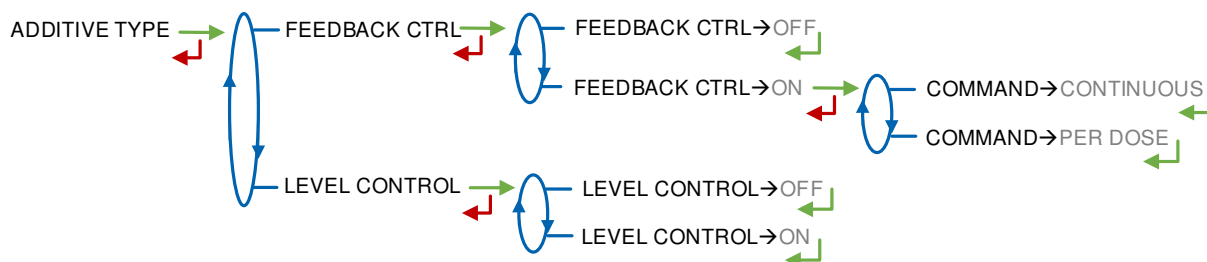 ADDITIVE TYPE
FEEDBACK CTRL
FEEDBACK CTRL→OFF
FEEDBACK CTRL→ON
COMMAND→CONTINUOUS
COMMAND→PER DOSE
LEVEL CONTROL
LEVEL CONTROL→OFF
LEVEL CONTROL→ON